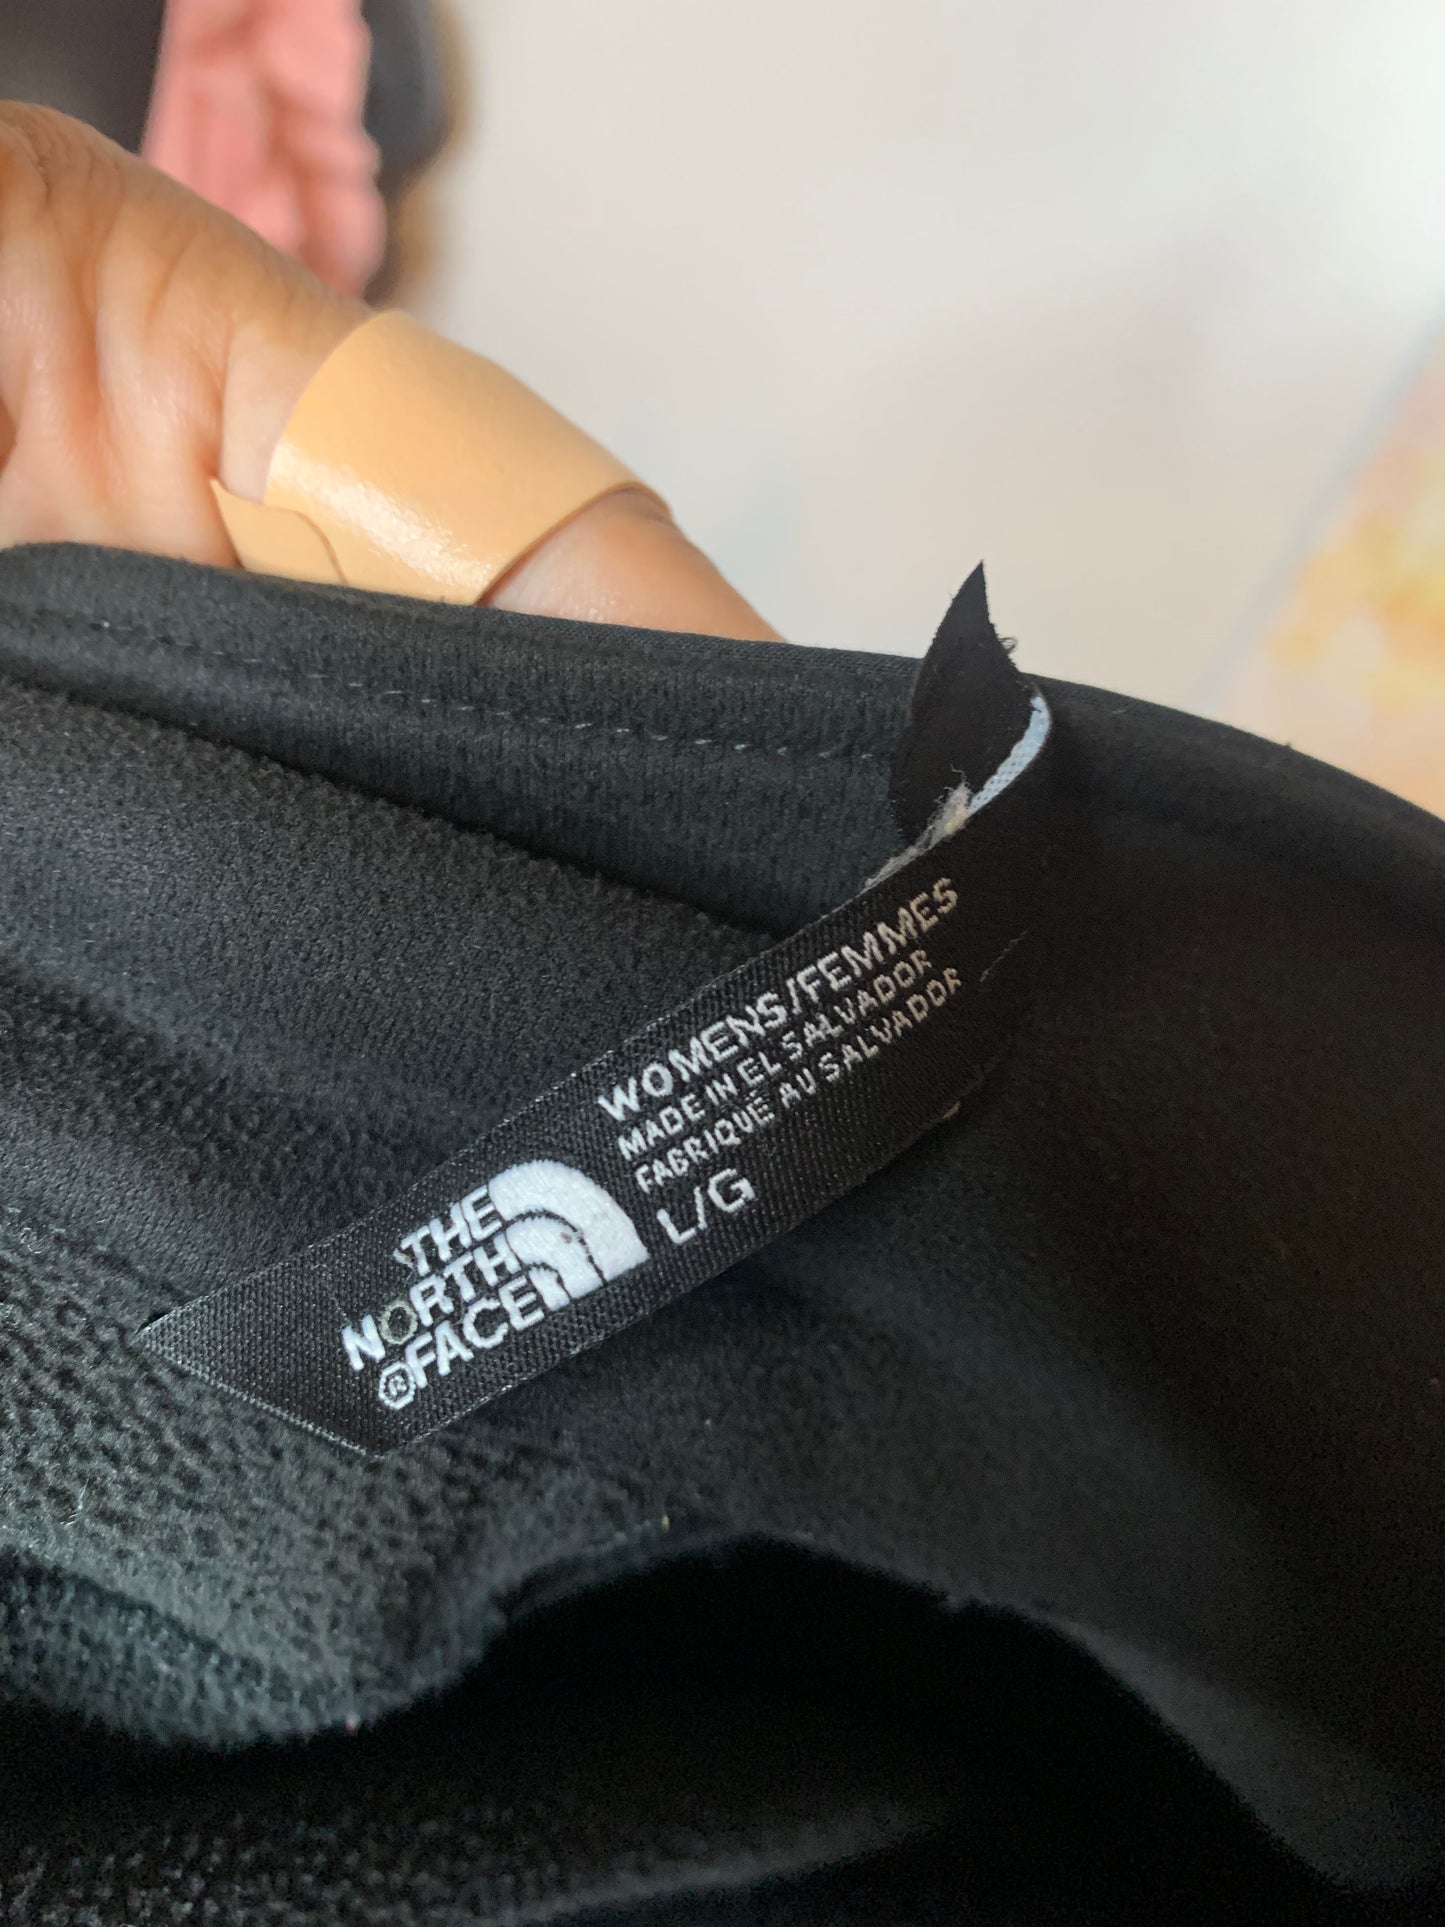 THE
NORTH
FACE®
WOMENS/FEMMES
MADE IN EL SALVADOR
FABRIQUÉ AU SALVADOR
L/G